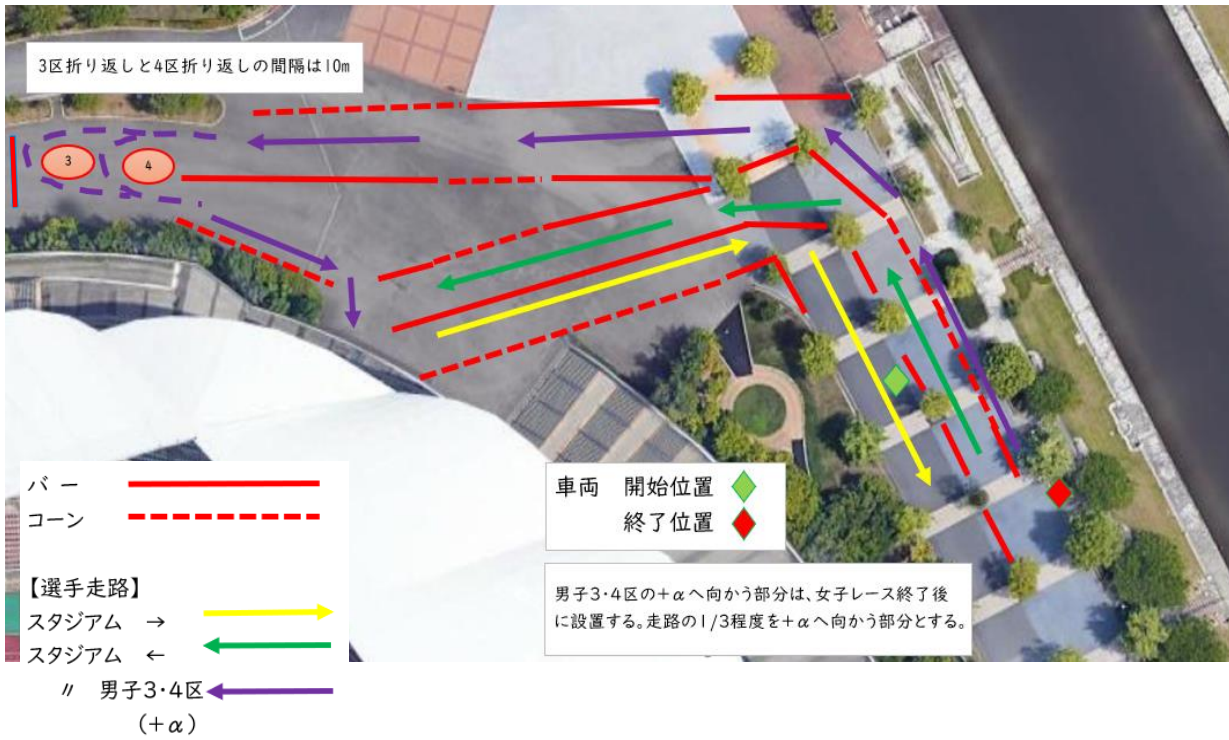 3区折り返しと4区折り返しの間隔は10m
3
4
バー
コーン
【選手走路】
スタジアム →
スタジアム ←
〃 男子3・4区
(+α)
車両 開始位置
終了位置
男子3・4区の+αへ向かう部分は、女子レース終了後
に設置する。走路の1/3程度を+αへ向かう部分とする。